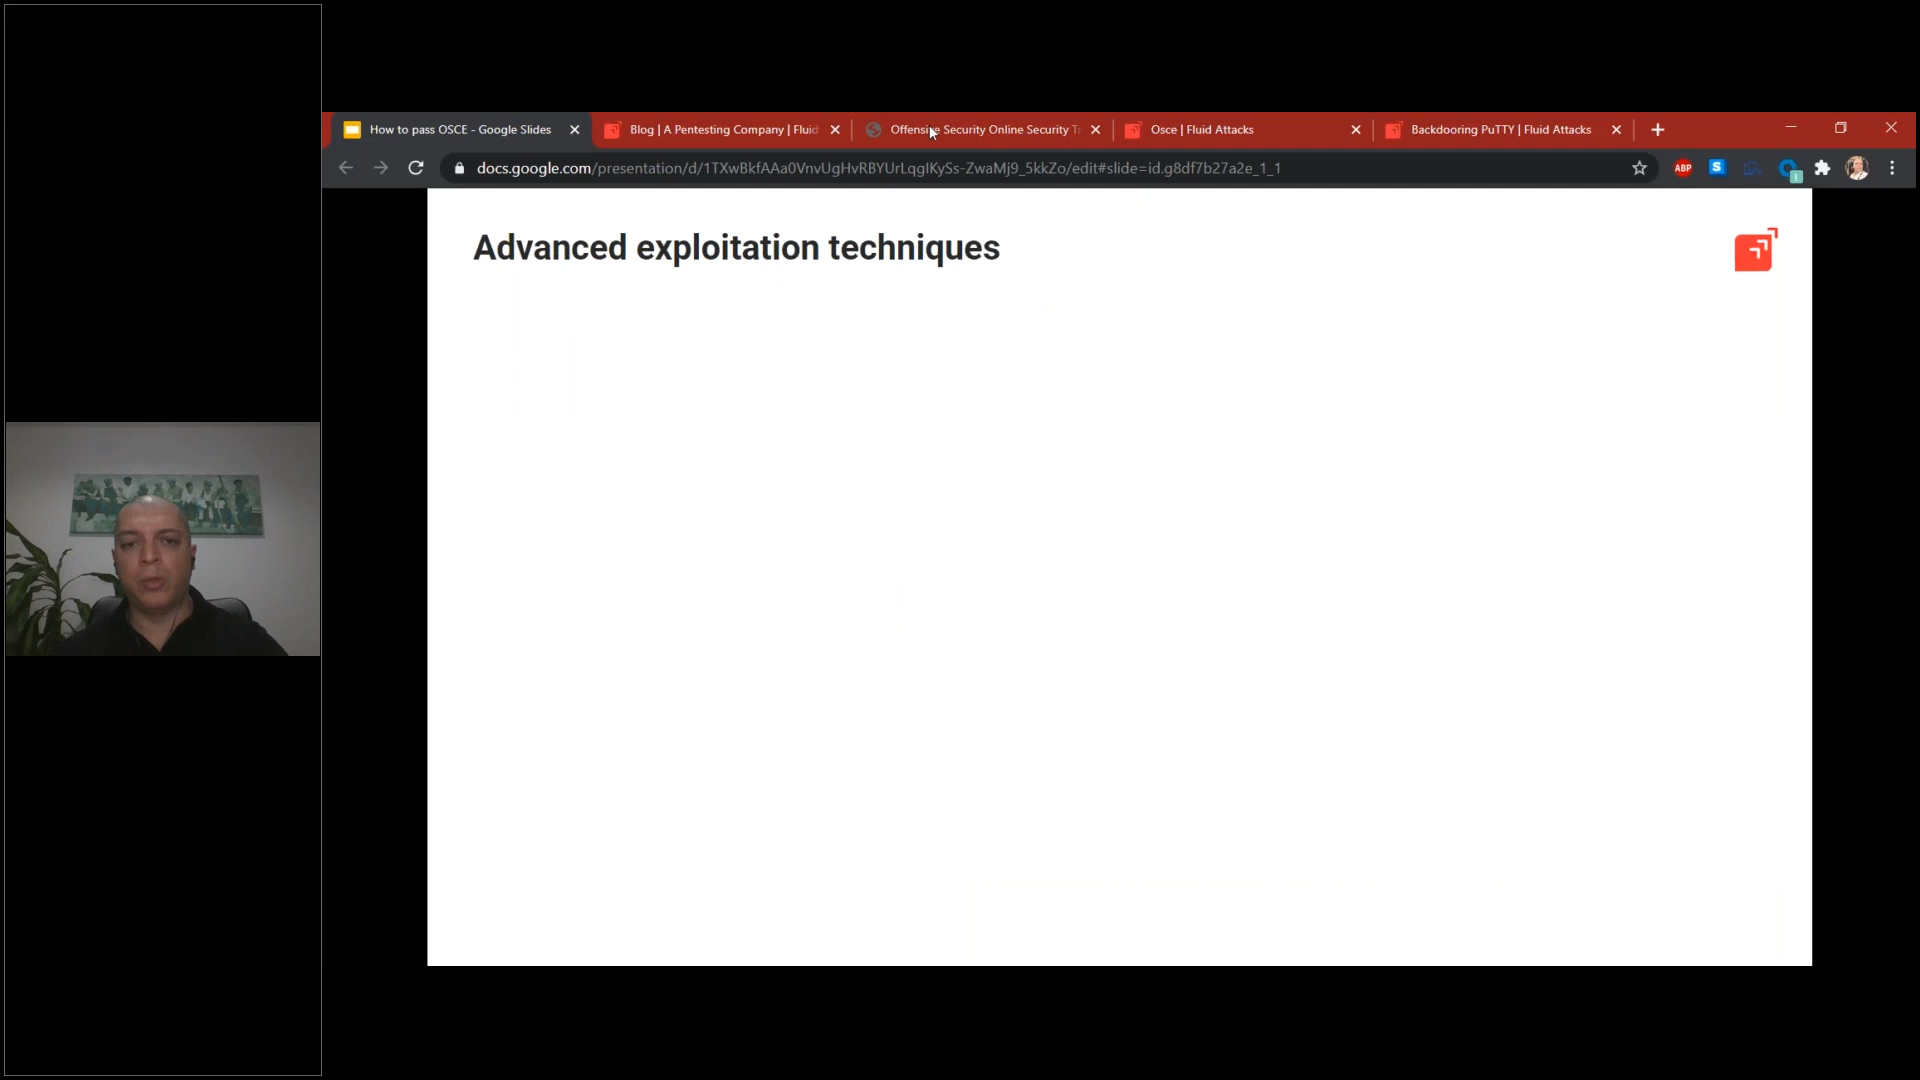 How to pass OSCE - Google Slides
Blog | A Pentesting Company | Fluid
Offensive Security Online Security Tr
Osce | Fluid Attacks
Backdooring PuTTY | Fluid Attacks
docs.google.com/presentation/d/1TXwBkfAAa0VnvUgHvRBYUrLqgIKySs-ZwaMj9_5kkZo/edit#slide=id.g8df7b27a2e_1_1
ABP
S
Advanced exploitation techniques